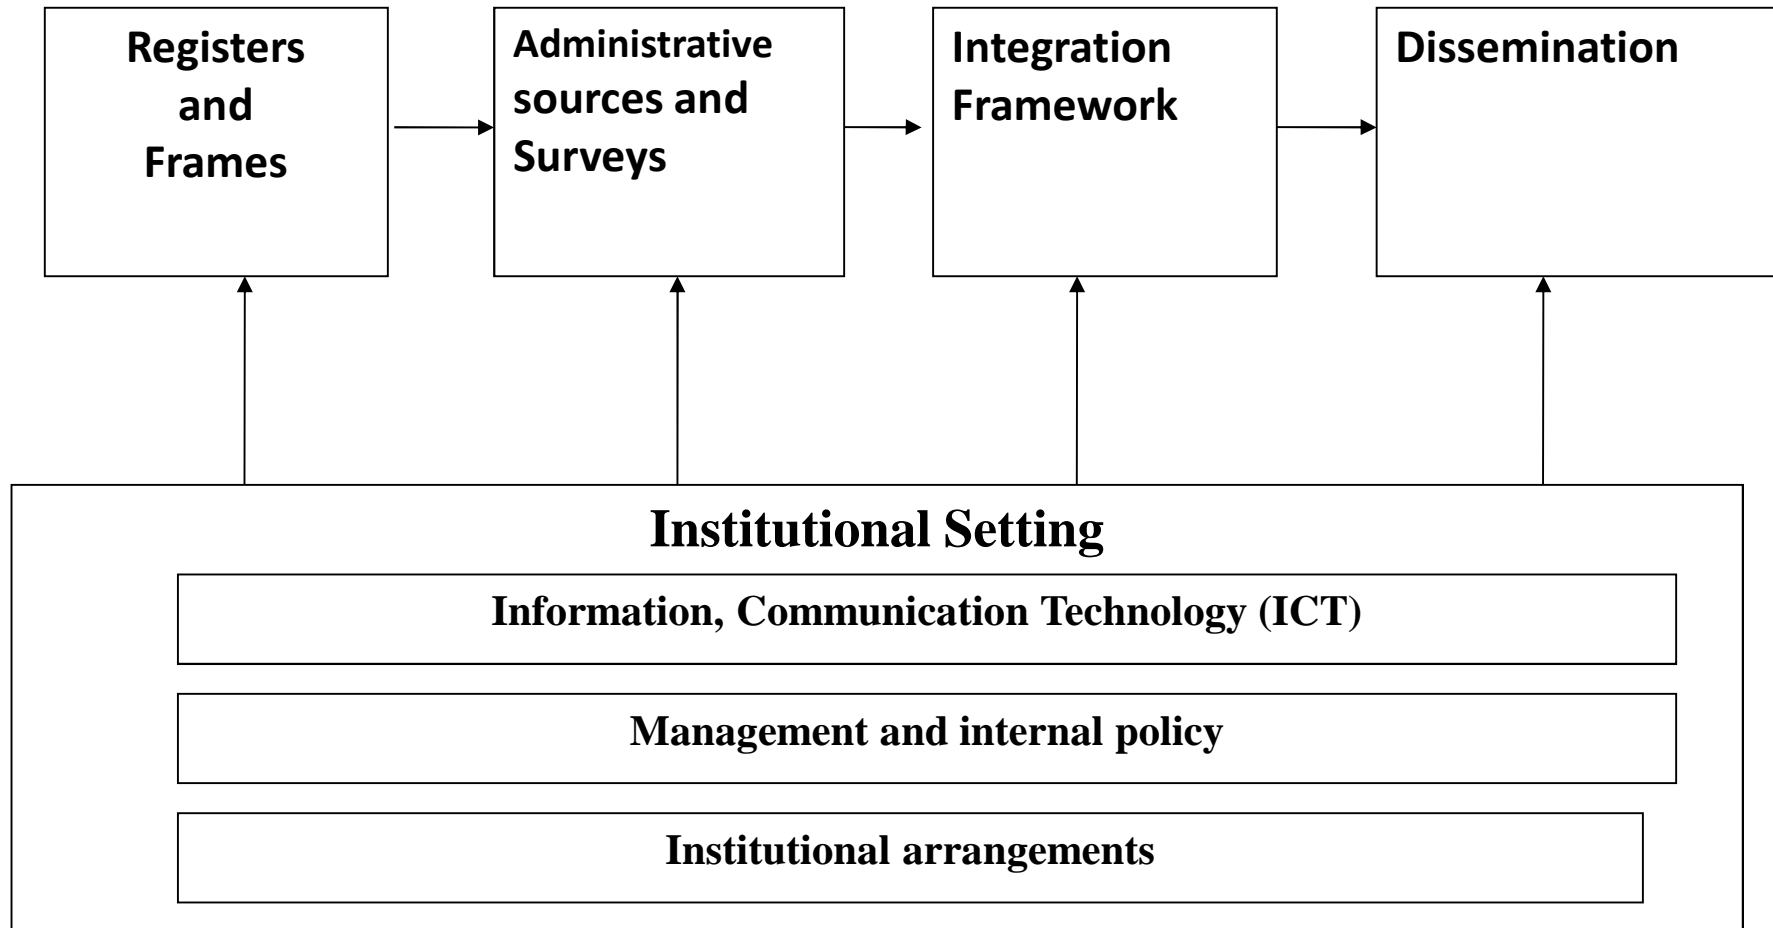 Registers
and
Frames
Administrative
sources and
Surveys
Integration
Framework
Dissemination
Institutional Setting
Information, Communication Technology (ICT)
Management and internal policy
Institutional arrangements